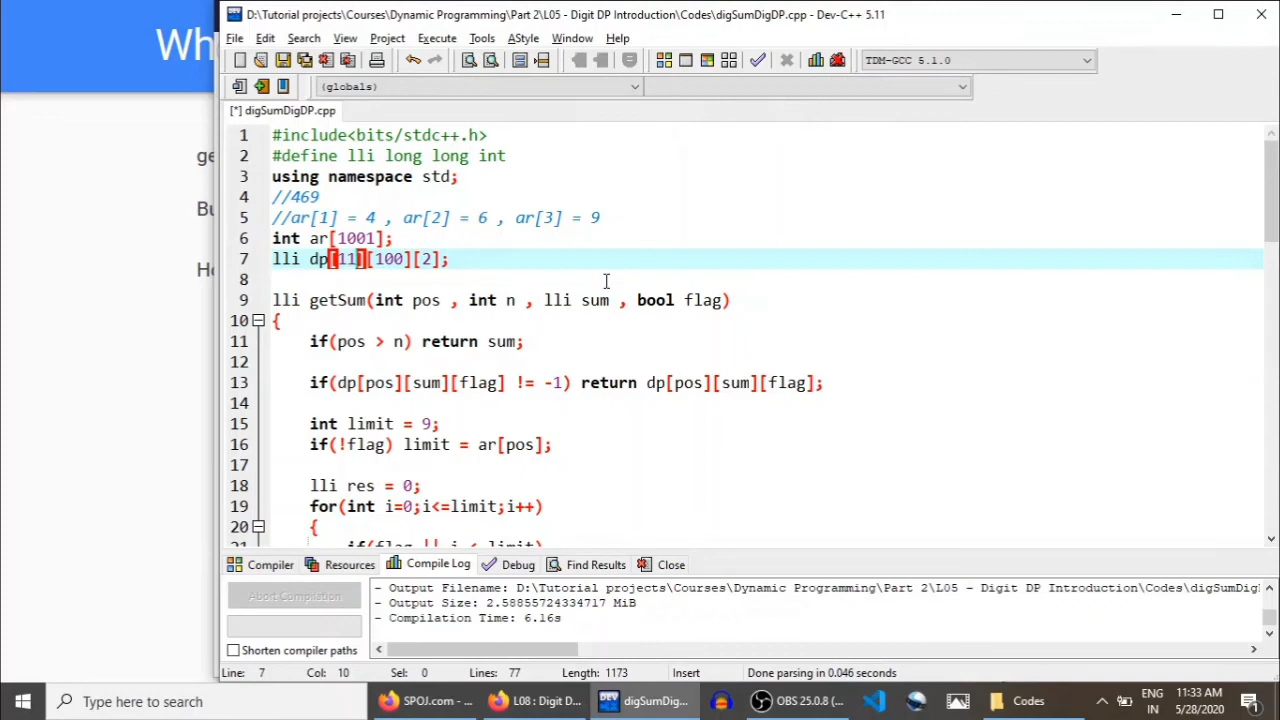 Wh
D:\Tutorial projects\Courses\Dynamic Programming\Part 2\L05 - Digit DP Introduction\Codes\digSumDigDP.cpp - Dev-C++ 5.11
File Edit Search View Project Execute Tools AStyle Window Help
TDM-GCC 5.1.0
(globals)
[*] digSumDigDP.cpp
1 #include<bits/stdc++.h>
2 #define lli long long int
ge
3 using namespace std;
4 //469
Bu
5 //ar[1] = 4 , ar[2] = 6 , ar[3] = 9
6 int ar[1001];
7 lli dp[11][100][2];
Ho
8
9 lli getSum(int pos , int n , lli sum , bool flag)
10 {
11 if(pos > n) return sum;
12
13 if(dp[pos][sum][flag] != -1) return dp[pos][sum][flag];
14
15 int limit = 9;
16 if(!flag) limit = ar[pos];
17
18 lli res = 0;
19 for(int i=0;i<=limit;i++)
20 {
21 if(flag || i < limit)
Compiler Resources Compile Log Debug Find Results Close
Abort Compilation
- Output Filename: D:\Tutorial projects\Courses\Dynamic Programming\Part 2\L05 - Digit DP Introduction\Codes\digSumDig
- Output Size: 2.58855724334717 MiB
- Compilation Time: 6.16s
Shorten compiler paths
Line: 7 Col: 10 Sel: 0 Lines: 77 Length: 1173 Insert Done parsing in 0.046 seconds
Type here to search
SPOJ.com - ...
L08 : Digit D...
DEV
digSumDig...
OBS 25.0.8 (...
Codes
ENG
IN
11:33 AM
5/28/2020
1